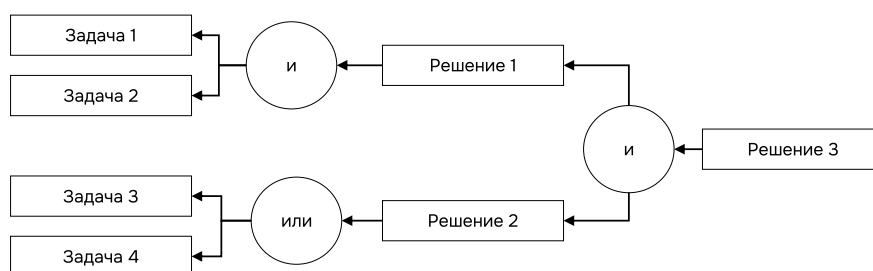 Задача 1
Задача 2
и
Решение 1
и
Решение 3
Задача 3
Задача 4
или
Решение 2